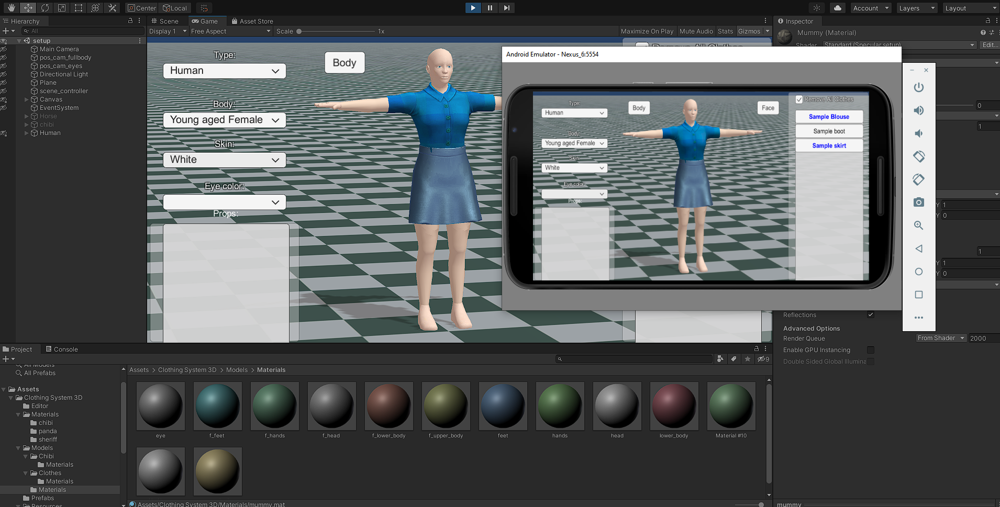 Center
Local
Account
Layers
Layout
Hierarchy
Scene
Game
Asset Store
Inspector
All
Display 1
Free Aspect
Scale
1x
Maximize On Play
Mute Audio
Stats
Gizmos
Mummy (Material)
Shader
Standard (Specular setup)
Edit...
setup
Main Camera
pos_cam_fullbody
pos_cam_eyes
Directional Light
Plane
scene_controller
Canvas
EventSystem
Horse
chibi
Human
Type:
Human
Body
Body:
Young aged Female
Skin:
White
Eye color:
Props:
Remove All Clothes
Android Emulator - Nexus_6:5554
Type:
Human
Body
Face
Remove All Clothes
Sample Blouse
Sample boot
Sample skirt
Body:
Young aged Female
Skin:
White
Eye color:
Props:
0
1
Y 1
Y 0
1
Y 1
Y 0
Reflections
Advanced Options
Render Queue
From Shader
2000
Enable GPU Instancing
Double Sided Global Illumina
Project
Console
9
All Models
All Prefabs
Assets
Clothing System 3D
Editor
Materials
chibi
panda
sheriff
Models
Chibi
Materials
Clothes
Materials
Materials
Prefabs
Resources
Assets > Clothing System 3D > Models > Materials
eye
f_feet
f_hands
f_head
f_lower_body
f_upper_body
feet
hands
head
lower_body
Material #10
Assets/Clothing System 3D/Materials/mummy.mat
mummy